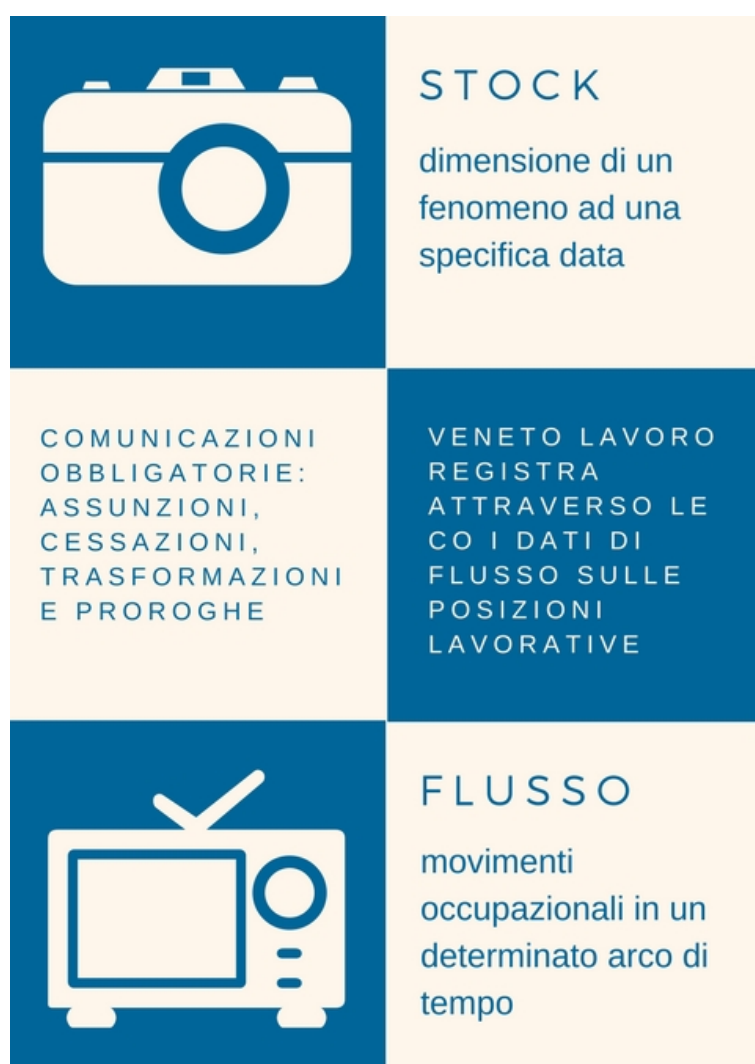 STOCK
dimensione di un
fenomeno ad una
specifica data
COMUNICAZIONI
OBBLIGATORIE:
ASSUNZIONI,
CESSAZIONI,
TRASFORMAZIONI
E PROROGHE
VENETO LAVORO
REGISTRA
ATTRAVERSO LE
CO I DATI DI
FLUSSO SULLE
POSIZIONI
LAVORATIVE
FLUSSO
movimenti
occupazionali in un
determinato arco di
tempo